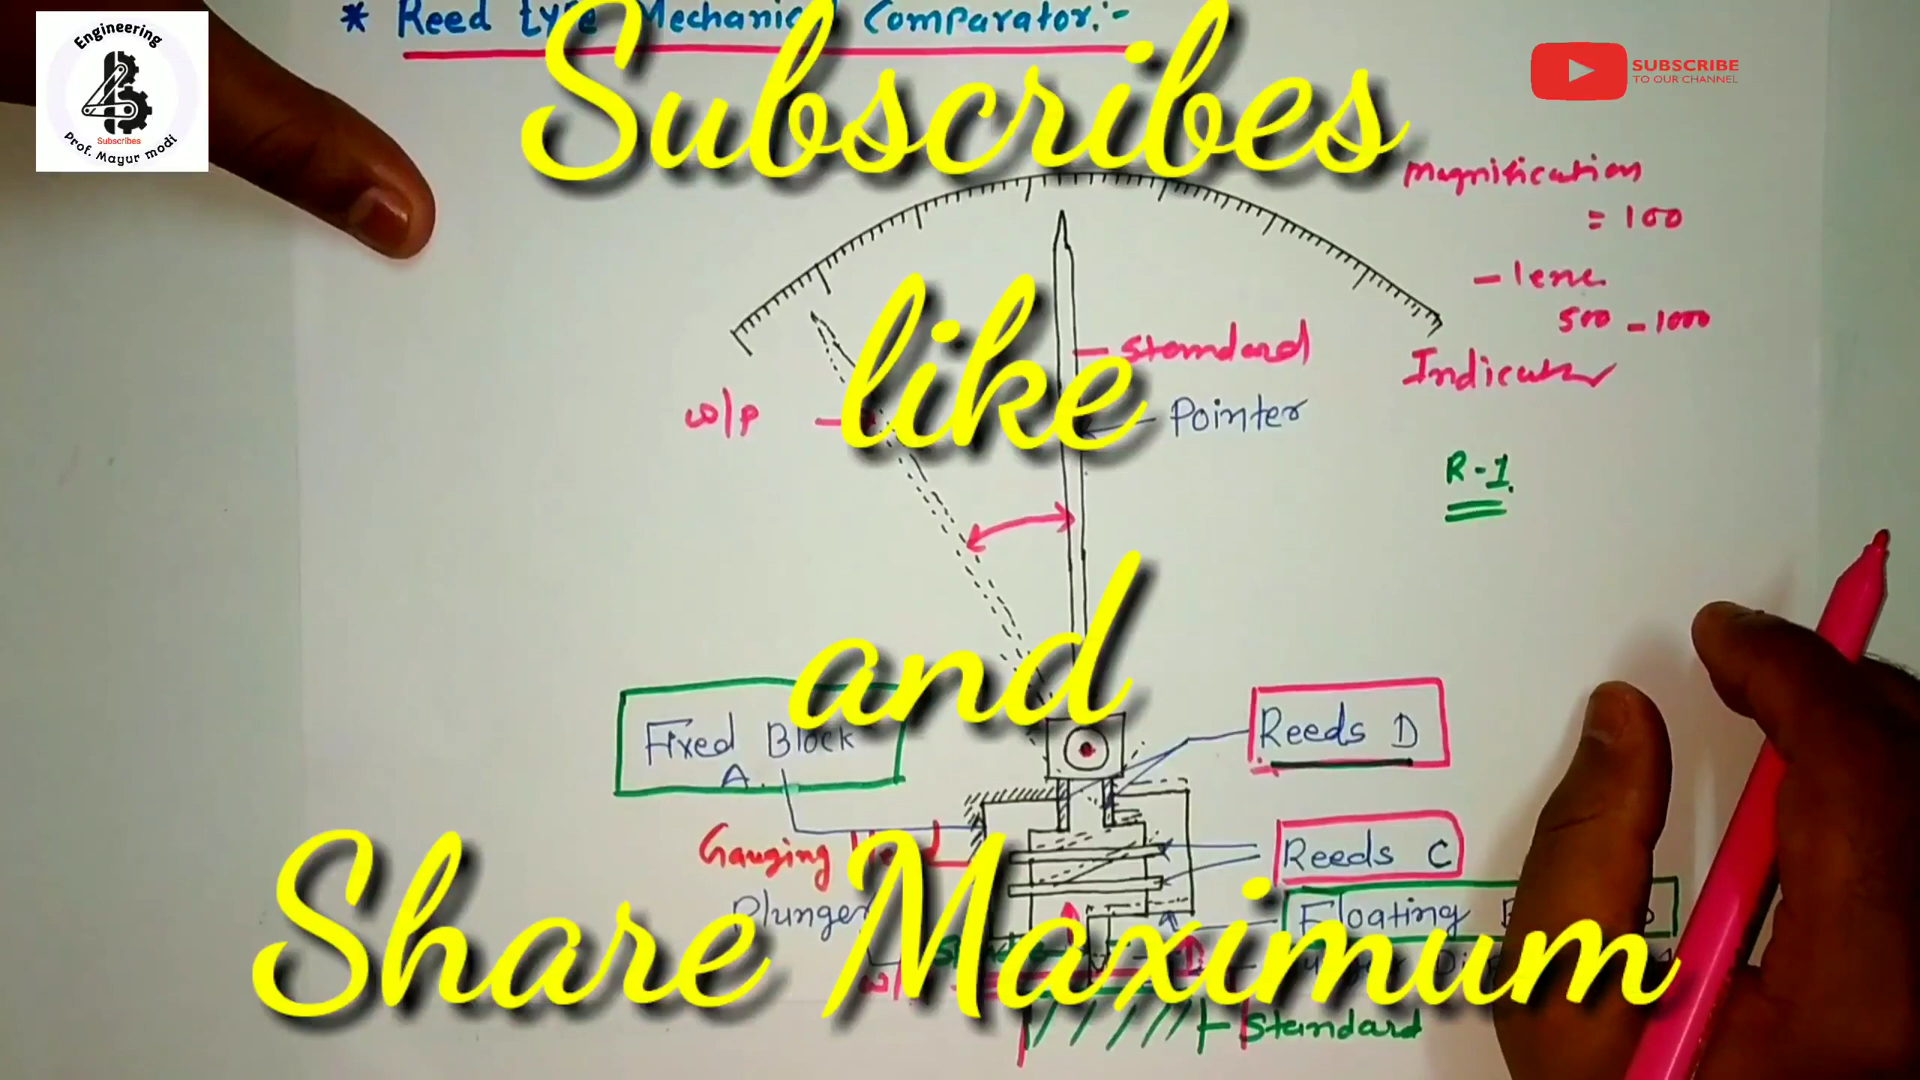 * Reed type Mechanical Comparator:-
Engineering
Subscribes
Prof. Mayur modi
SUBSCRIBE
TO OUR CHANNEL
Subscribes
like
and
Share Maximum
Magnification
= 100
500 - 1000
Indicator
Standard
Pointer
w/p
R-1
Fixed Block
A
Reeds D
Gauging
Reeds C
Plunger
Floating
Standard